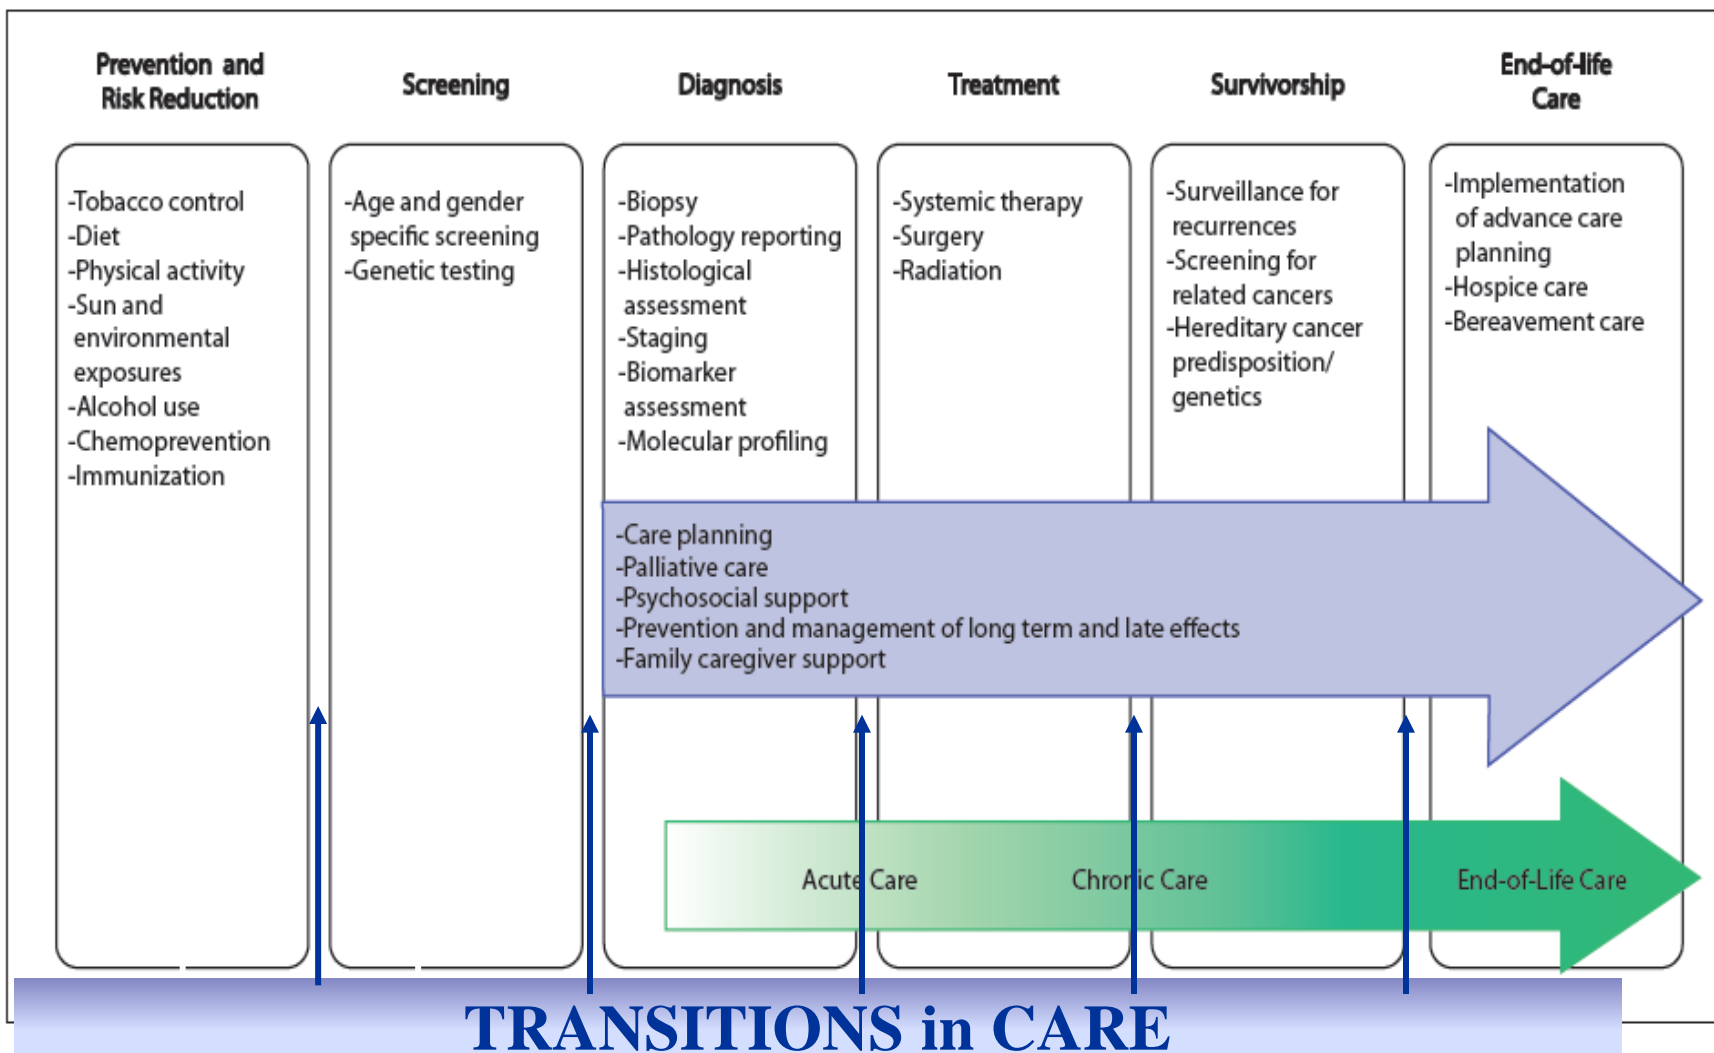 Prevention and
Risk Reduction
Screening
Diagnosis
Treatment
Survivorship
End-of-life
Care
-Tobacco control
-Diet
-Physical activity
-Sun and
environmental
exposures
-Alcohol use
-Chemoprevention
-Immunization
-Age and gender
specific screening
-Genetic testing
-Biopsy
-Pathology reporting
-Histological
assessment
-Staging
-Biomarker
assessment
-Molecular profiling
-Systemic therapy
-Surgery
-Radiation
-Surveillance for
recurrences
-Screening for
related cancers
-Hereditary cancer
predisposition/
genetics
-Implementation
of advance care
planning
-Hospice care
-Bereavement care
-Care planning
-Palliative care
-Psychosocial support
-Prevention and management of long term and late effects
-Family caregiver support
Acute Care
Chronic Care
End-of-Life Care
TRANSITIONS in CARE